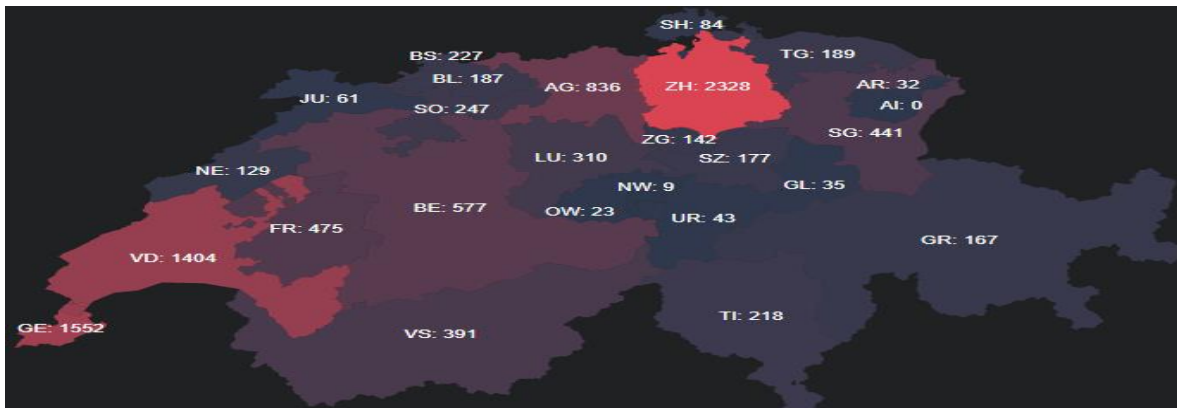 SH: 84
BS: 227
TG: 189
BL: 187
AG: 836
ZH: 2328
AR: 32
JU: 61
SO: 247
AI: 0
ZG: 142
SG: 441
LU: 310
SZ: 177
NE: 129
NW: 9
GL: 35
BE: 577
OW: 23
UR: 43
FR: 475
GR: 167
VD: 1404
TI: 218
GE: 1552
VS: 391